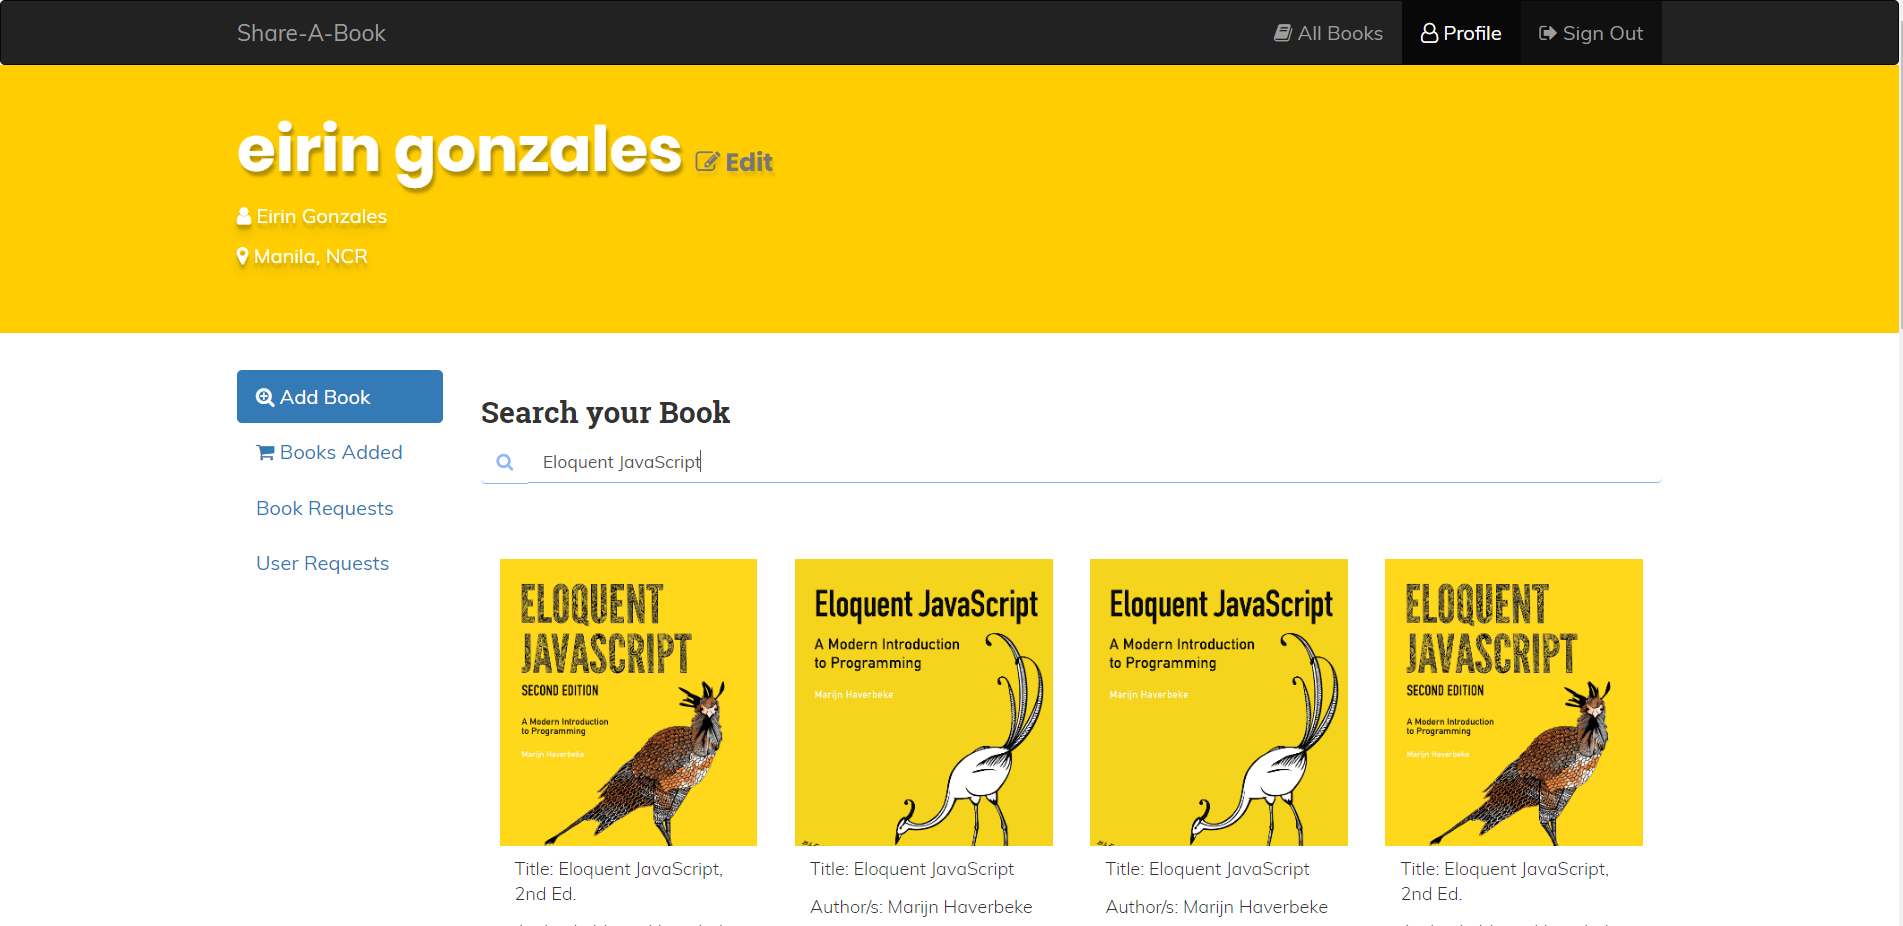 Share-A-Book
All Books
Profile
Sign Out
eirin gonzales
Edit
Eirin Gonzales
Manila, NCR
Add Book
Books Added
Book Requests
User Requests
Search your Book
Eloquent JavaScript
ELOQUENT
JAVASCRIPT
SECOND EDITION
A Modern Introduction
to Programming
Marijn Haverbeke
Title: Eloquent JavaScript,
2nd Ed.
Eloquent JavaScript
A Modern Introduction
to Programming
Marijn Haverbeke
Title: Eloquent JavaScript
Author/s: Marijn Haverbeke
Eloquent JavaScript
A Modern Introduction
to Programming
Marijn Haverbeke
Title: Eloquent JavaScript
Author/s: Marijn Haverbeke
ELOQUENT
JAVASCRIPT
SECOND EDITION
A Modern Introduction
to Programming
Marijn Haverbeke
Title: Eloquent JavaScript,
2nd Ed.